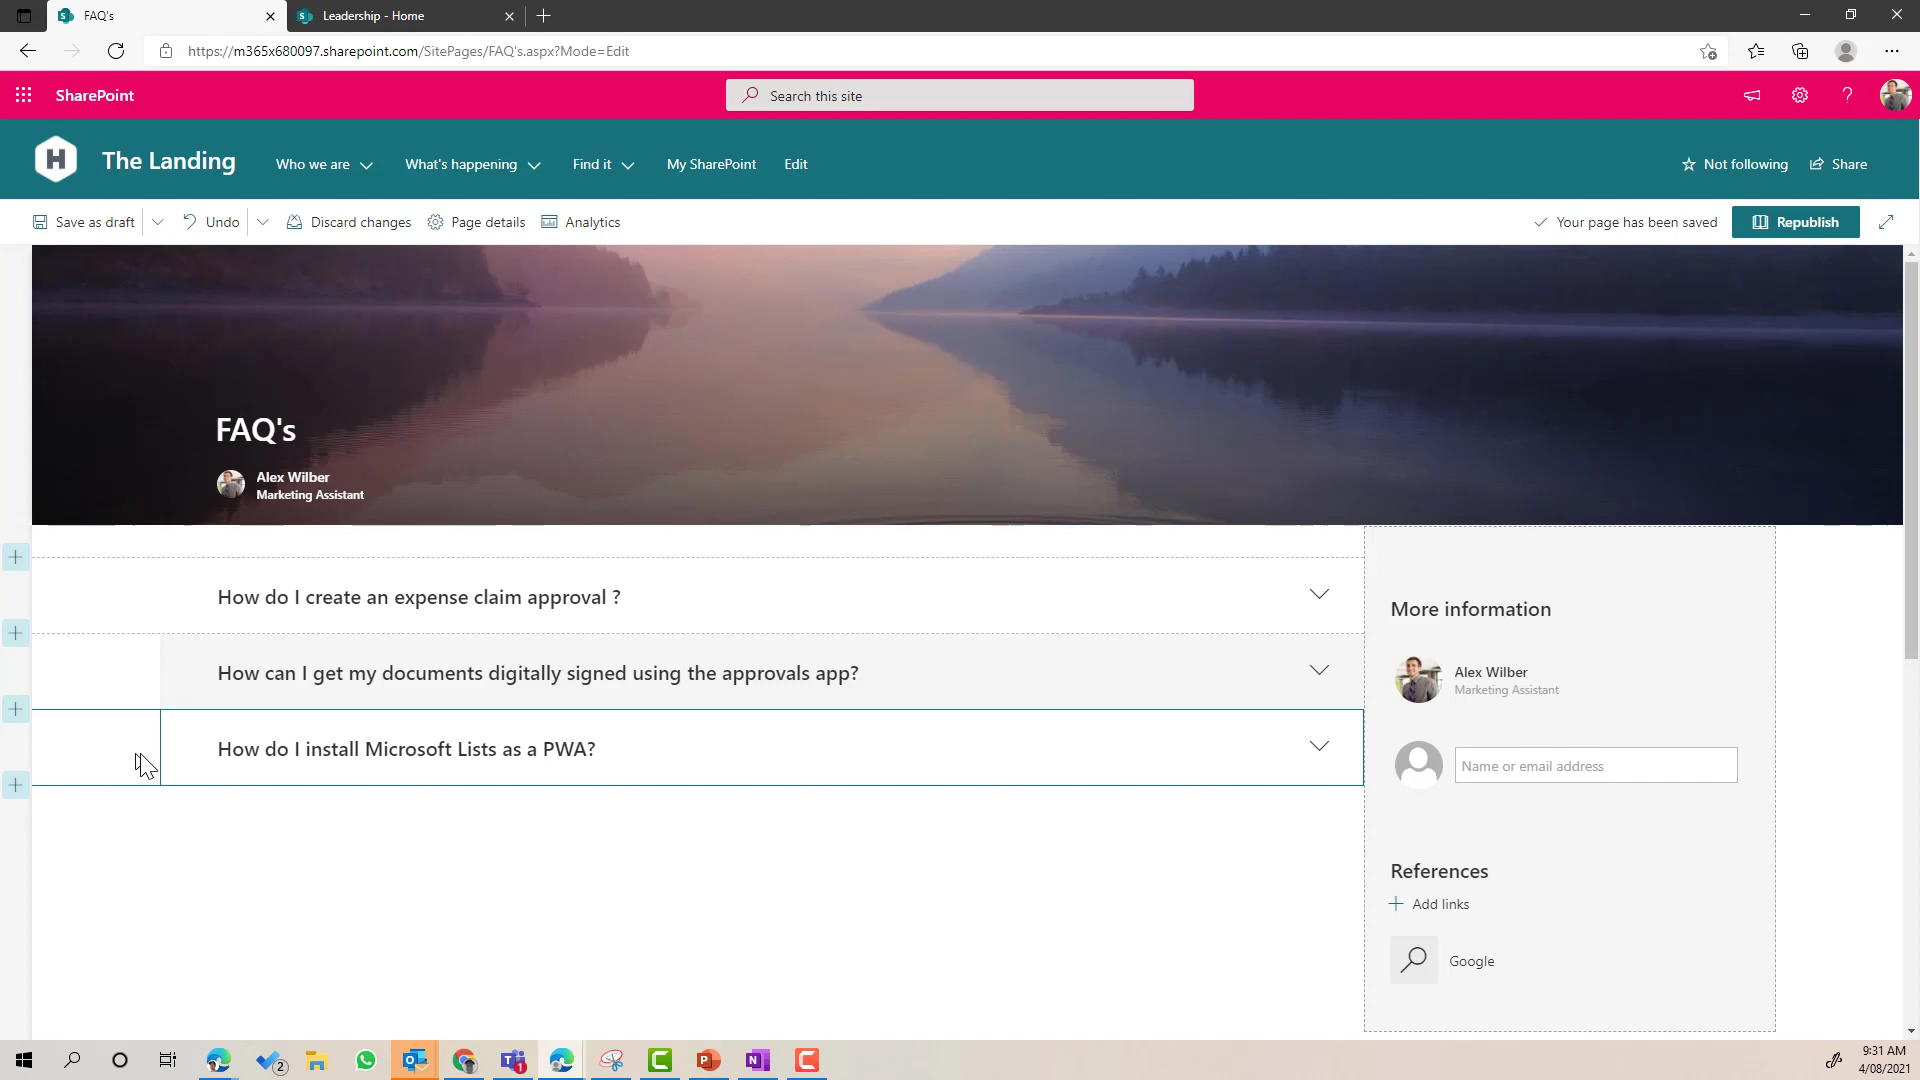 FAQ's
Leadership - Home
https://m365x680097.sharepoint.com/SitePages/FAQ's.aspx?Mode=Edit
SharePoint
Search this site
H
The Landing
Who we are
What's happening
Find it
My SharePoint
Edit
Not following
Share
Save as draft
Undo
Discard changes
Page details
Analytics
Your page has been saved
Republish
FAQ's
Alex Wilber
Marketing Assistant
How do I create an expense claim approval ?
How can I get my documents digitally signed using the approvals app?
How do I install Microsoft Lists as a PWA?
More information
Alex Wilber
Marketing Assistant
Name or email address
References
Add links
Google
2
1
9:31 AM
4/08/2021